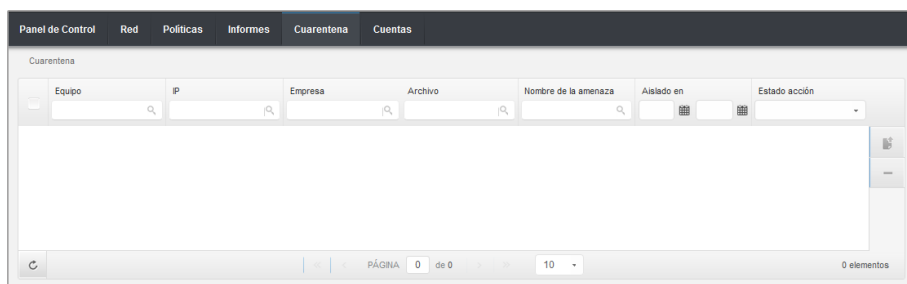 Panel de Control Red Políticas Informes Cuarentena Cuentas
Cuarentena
Equipo IP Empresa Archivo Nombre de la amenaza Aislado en Estado acción
PÁGINA 0 de 0 10 0 elementos